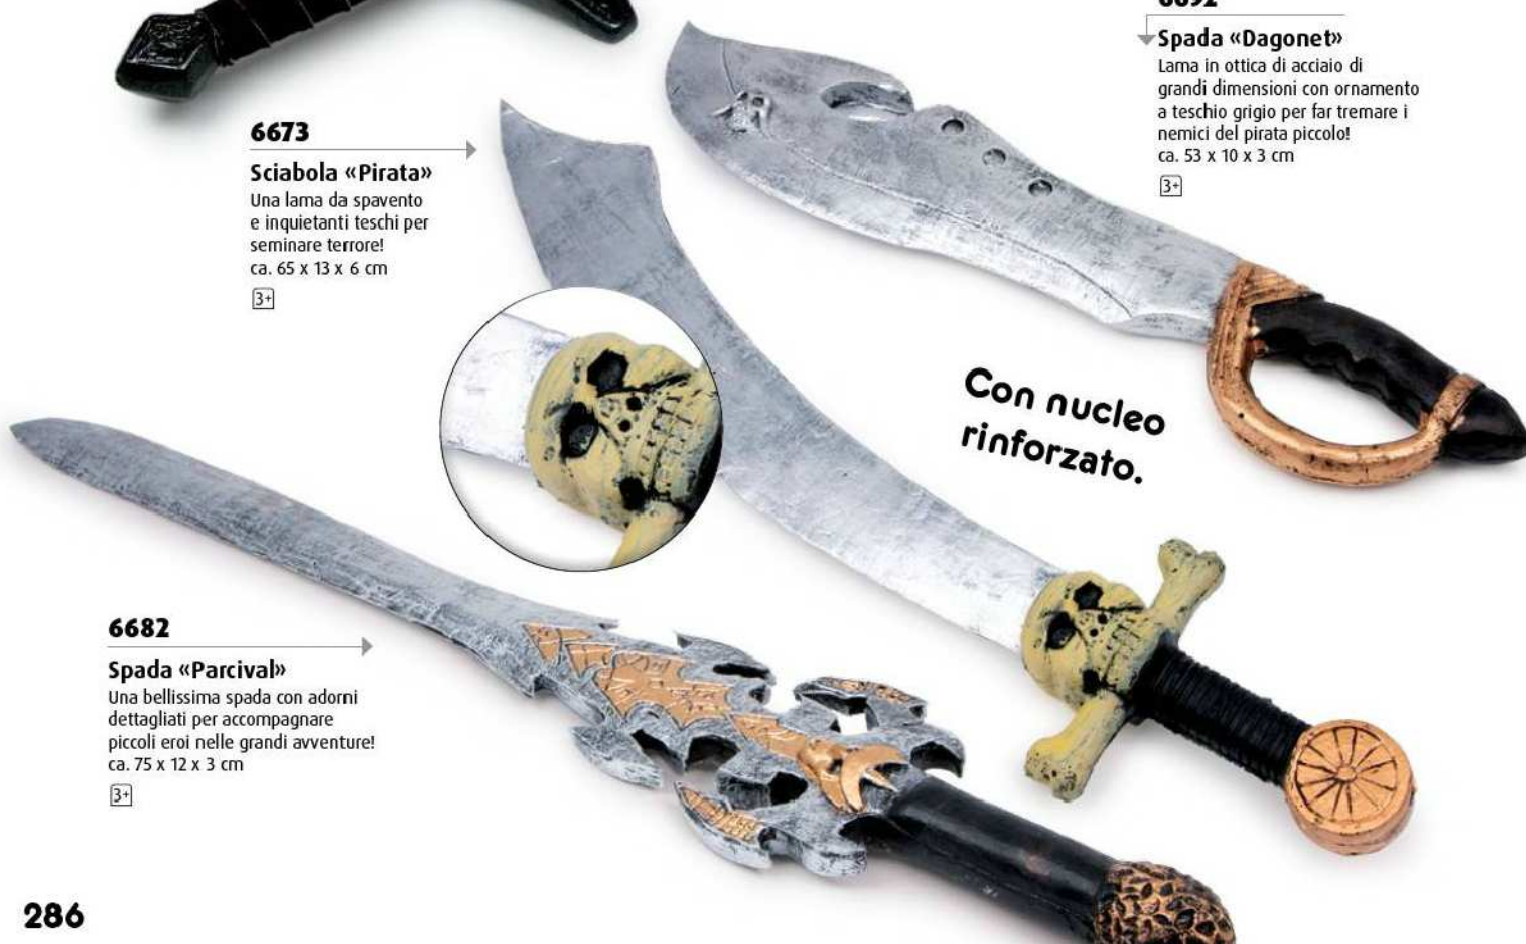 6692
Spada «Dagonet»
Lama in ottica di acciaio di
grandi dimensioni con ornamento
a teschio grigio per far tremare i
nemici del pirata piccolo!
ca. 53 x 10 x 3 cm
3+
6673
Sciabola «Pirata»
Una lama da spavento
e inquietanti teschi per
seminare terrore!
ca. 65 x 13 x 6 cm
3+
Con nucleo
rinforzato.
6682
Spada «Parcival»
Una bellissima spada con adorni
dettagliati per accompagnare
piccoli eroi nelle grandi avventure!
ca. 75 x 12 x 3 cm
3+
286